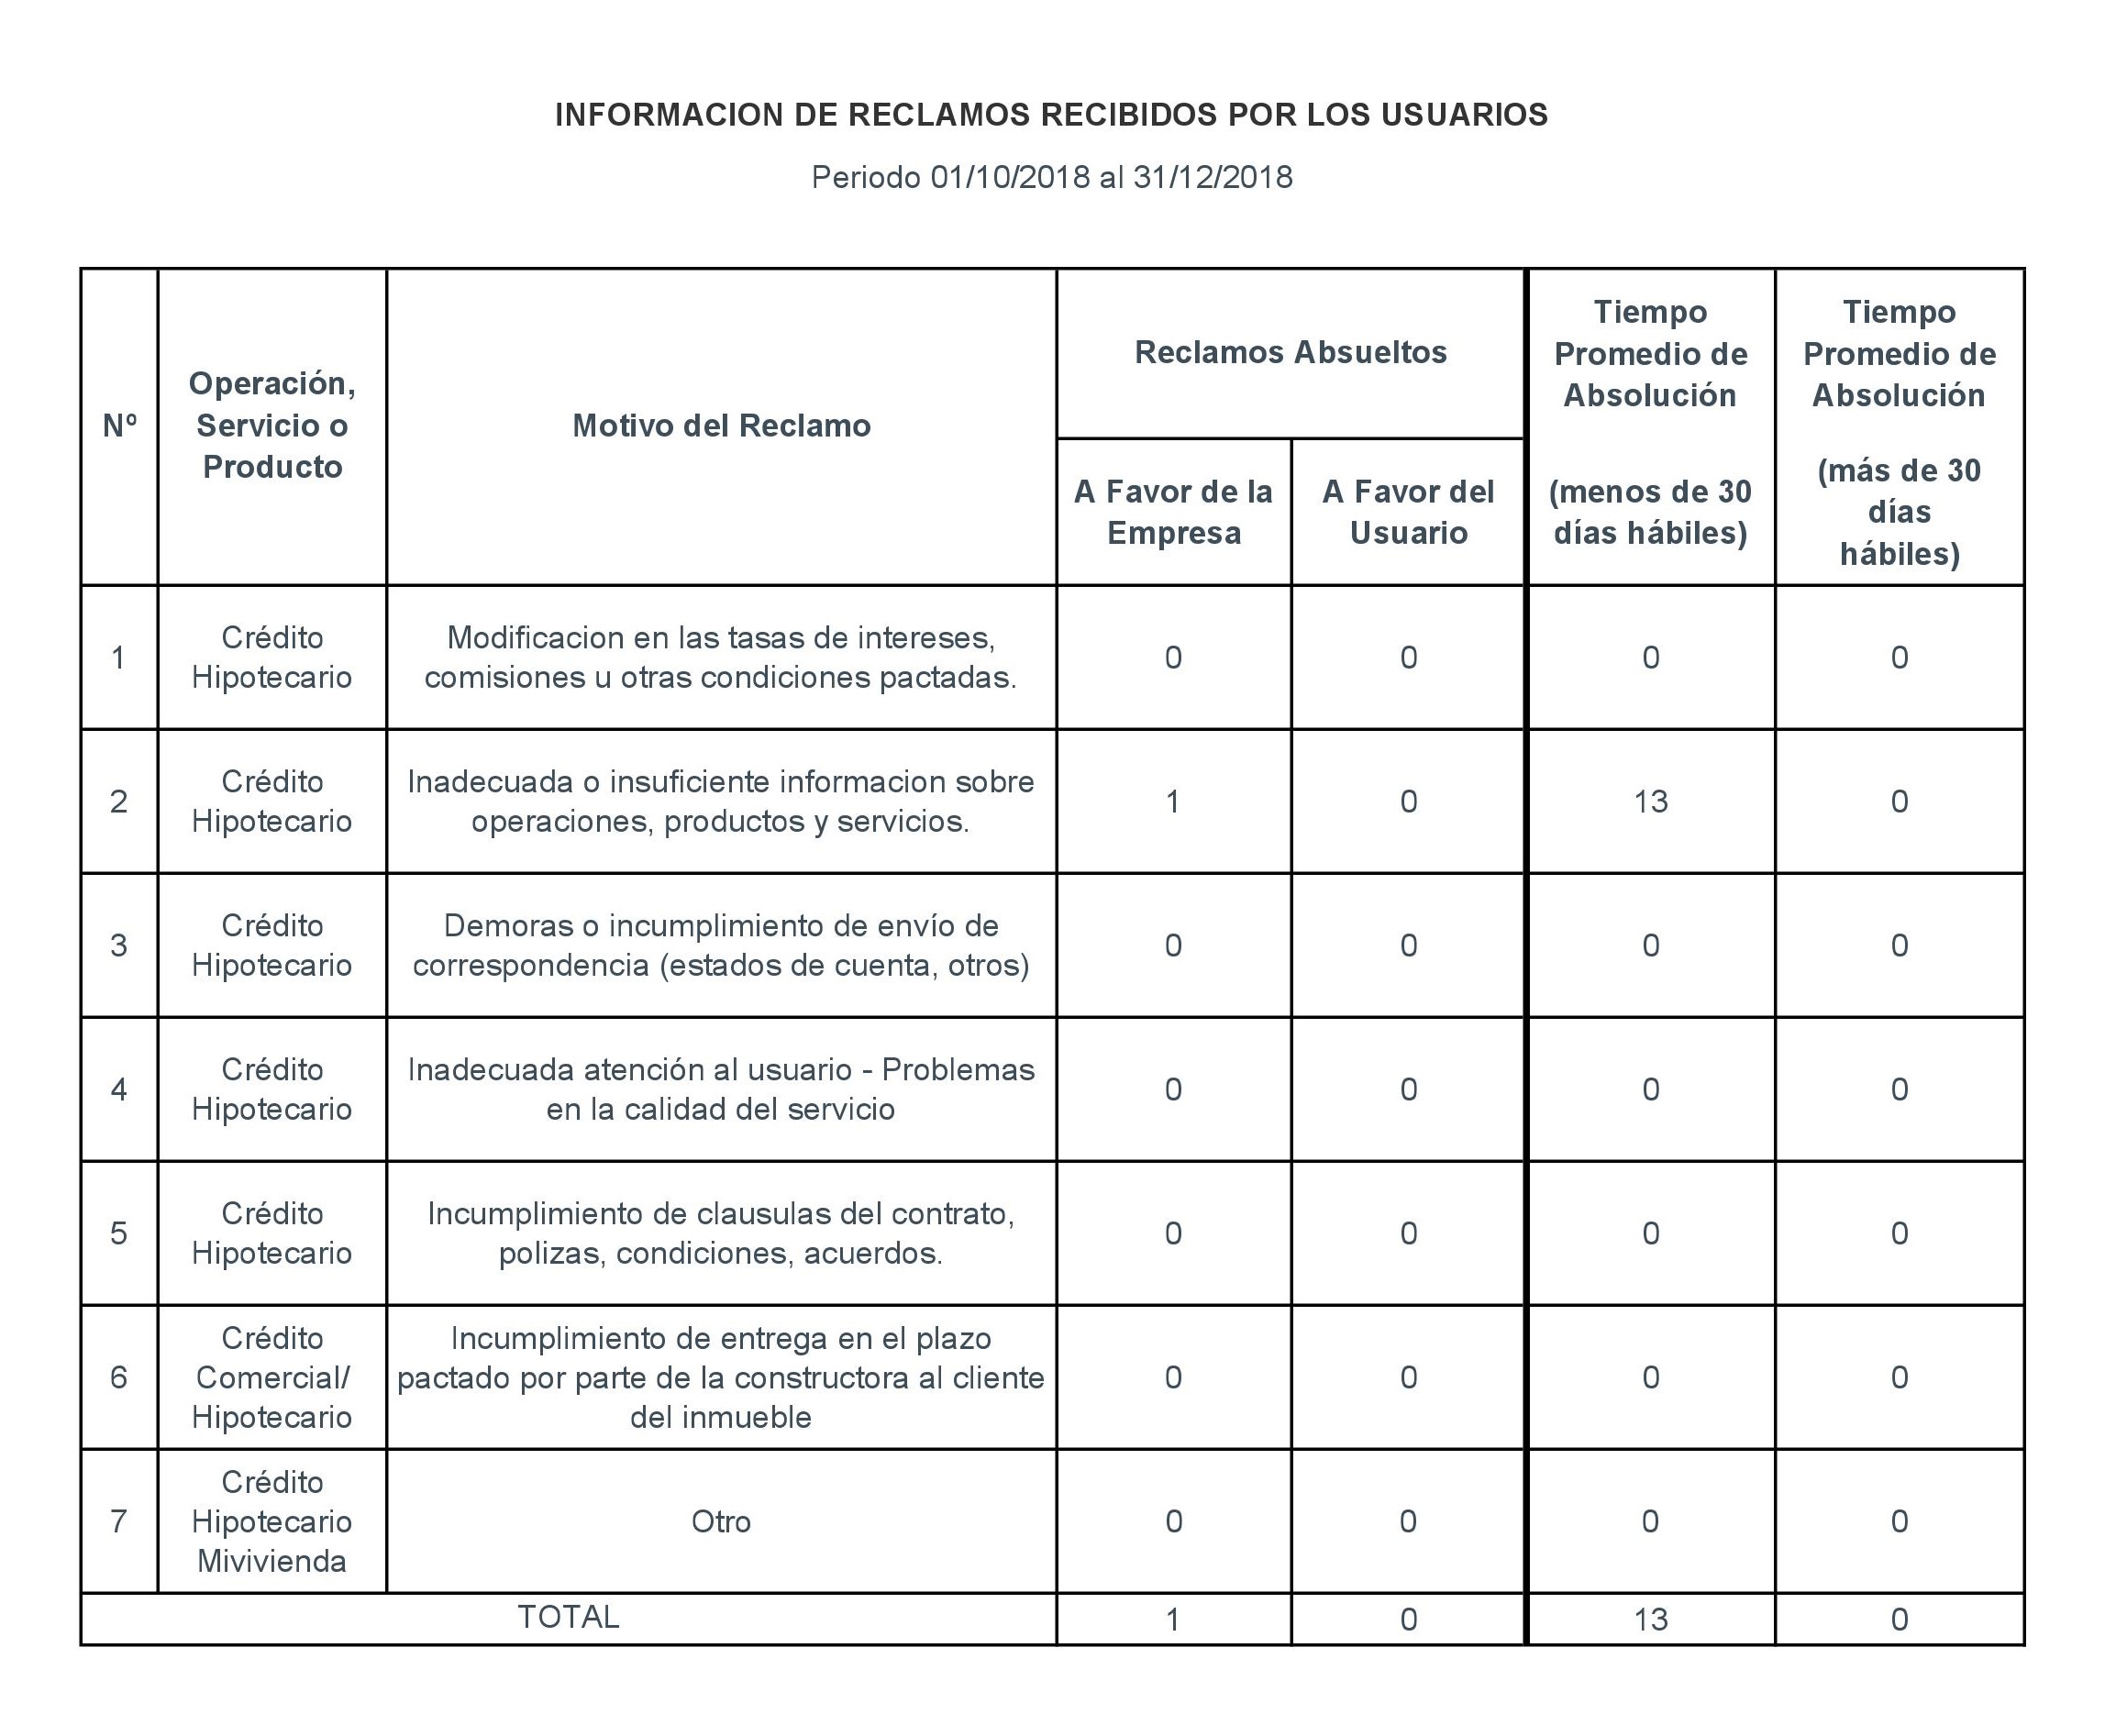 INFORMACION DE RECLAMOS RECIBIDOS POR LOS USUARIOS
Periodo 01/10/2018 al 31/12/2018
Nº
Operación,
Servicio o
Producto
Motivo del Reclamo
Reclamos Absueltos
A Favor de la
Empresa
A Favor del
Usuario
Tiempo
Promedio de
Absolución
(menos de 30
días hábiles)
Tiempo
Promedio de
Absolución
(más de 30
días
hábiles)
1
Crédito
Hipotecario
Modificacion en las tasas de intereses,
comisiones u otras condiciones pactadas.
0
0
0
0
2
Crédito
Hipotecario
Inadecuada o insuficiente informacion sobre
operaciones, productos y servicios.
1
0
13
0
3
Crédito
Hipotecario
Demoras o incumplimiento de envío de
correspondencia (estados de cuenta, otros)
0
0
0
0
4
Crédito
Hipotecario
Inadecuada atención al usuario - Problemas
en la calidad del servicio
0
0
0
0
5
Crédito
Hipotecario
Incumplimiento de clausulas del contrato,
polizas, condiciones, acuerdos.
0
0
0
0
6
Crédito
Comercial/
Hipotecario
Incumplimiento de entrega en el plazo
pactado por parte de la constructora al cliente
del inmueble
0
0
0
0
7
Crédito
Hipotecario
Mivivienda
Otro
0
0
0
0
TOTAL
1
0
13
0